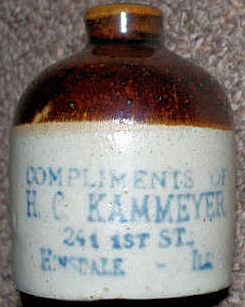 COMPLIMENTS OF
H. C. KAMMEYER
241 1ST ST.,
HINSDALE - ILL